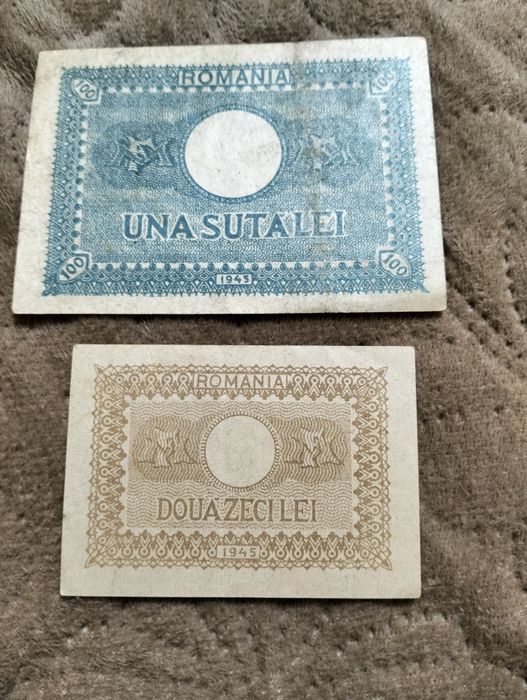 ROMANIA
100 100
UNA SUTA LEI
100 100
1945
ROMANIA
DOUAZECI LEI
1945